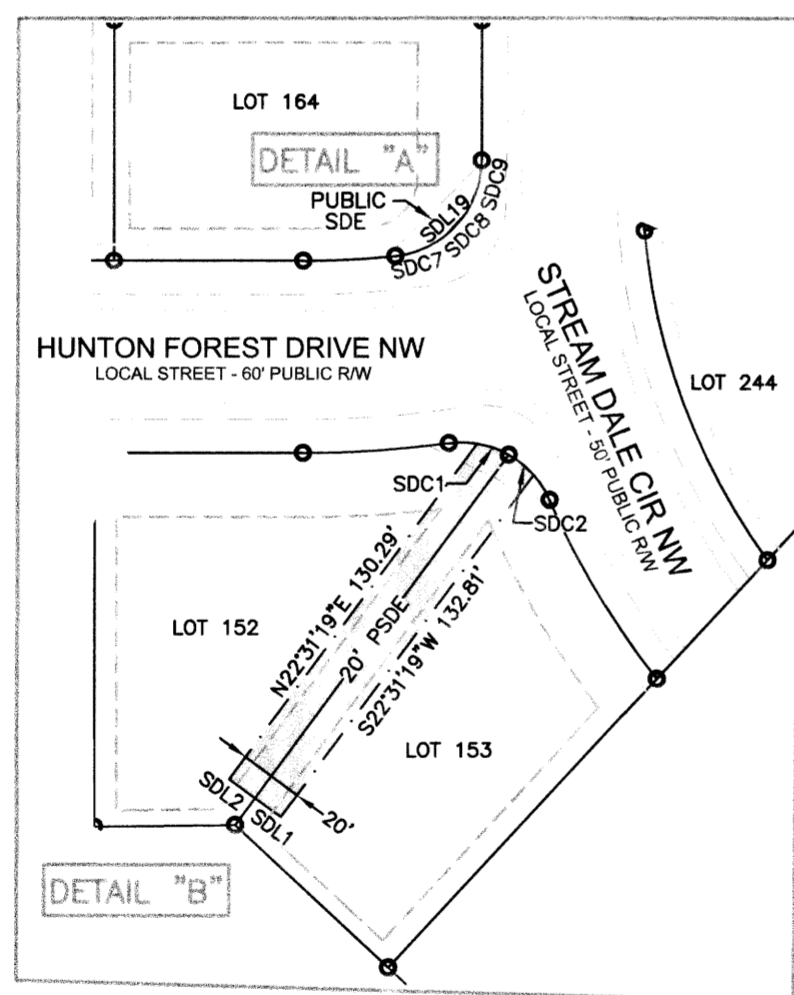 LOT 164
DETAIL "A"
PUBLIC
SDE
SDL19
SDC7 SDC8 SDC9
HUNTON FOREST DRIVE NW
LOCAL STREET - 60' PUBLIC R/W
STREAM DALE CIR NW
LOCAL STREET - 50' PUBLIC R/W
LOT 244
SDC1
SDC2
LOT 152
N22°31'19"E 130.29'
20' PSDE
S22°31'19"W 132.81'
LOT 153
SDL2
SDL1
20'
DETAIL "B"